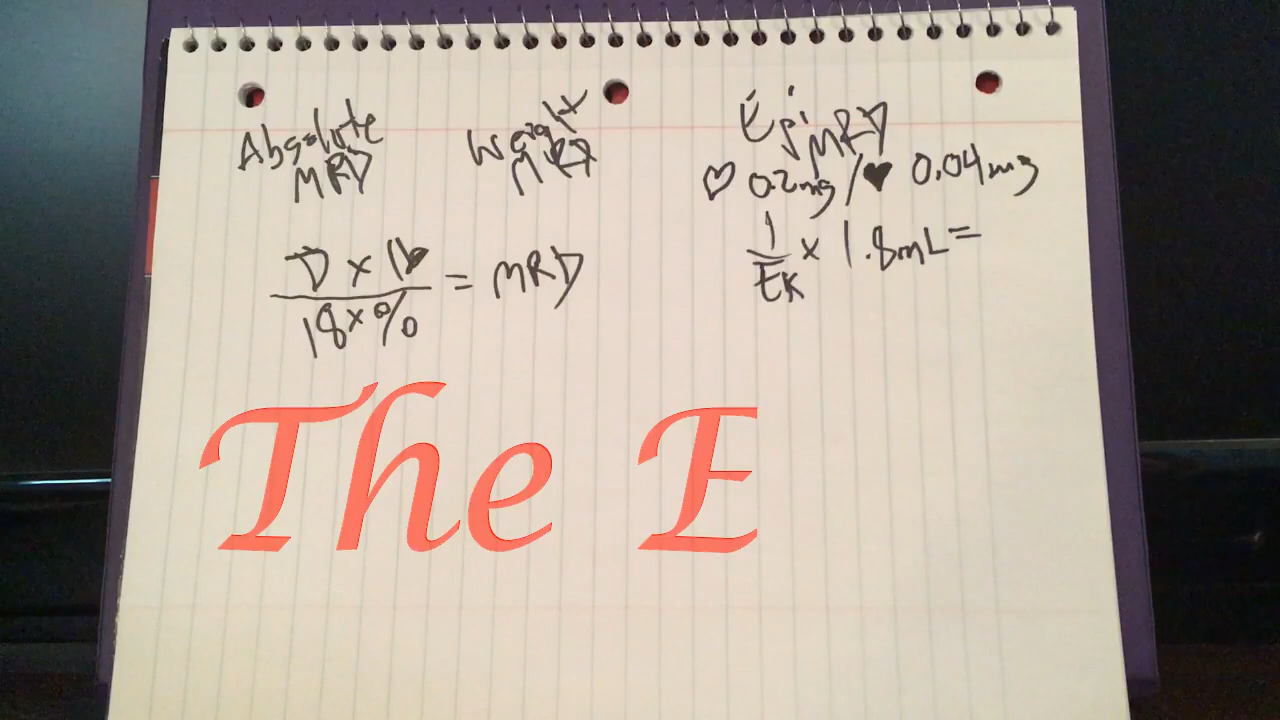 Absolute
MRD
Weight
MRD
Epi
MRD
♡ 0.2mg / ♥ 0.04mg
D x lb
18 x %
= MRD
1
EK
x 1.8mL =
The E